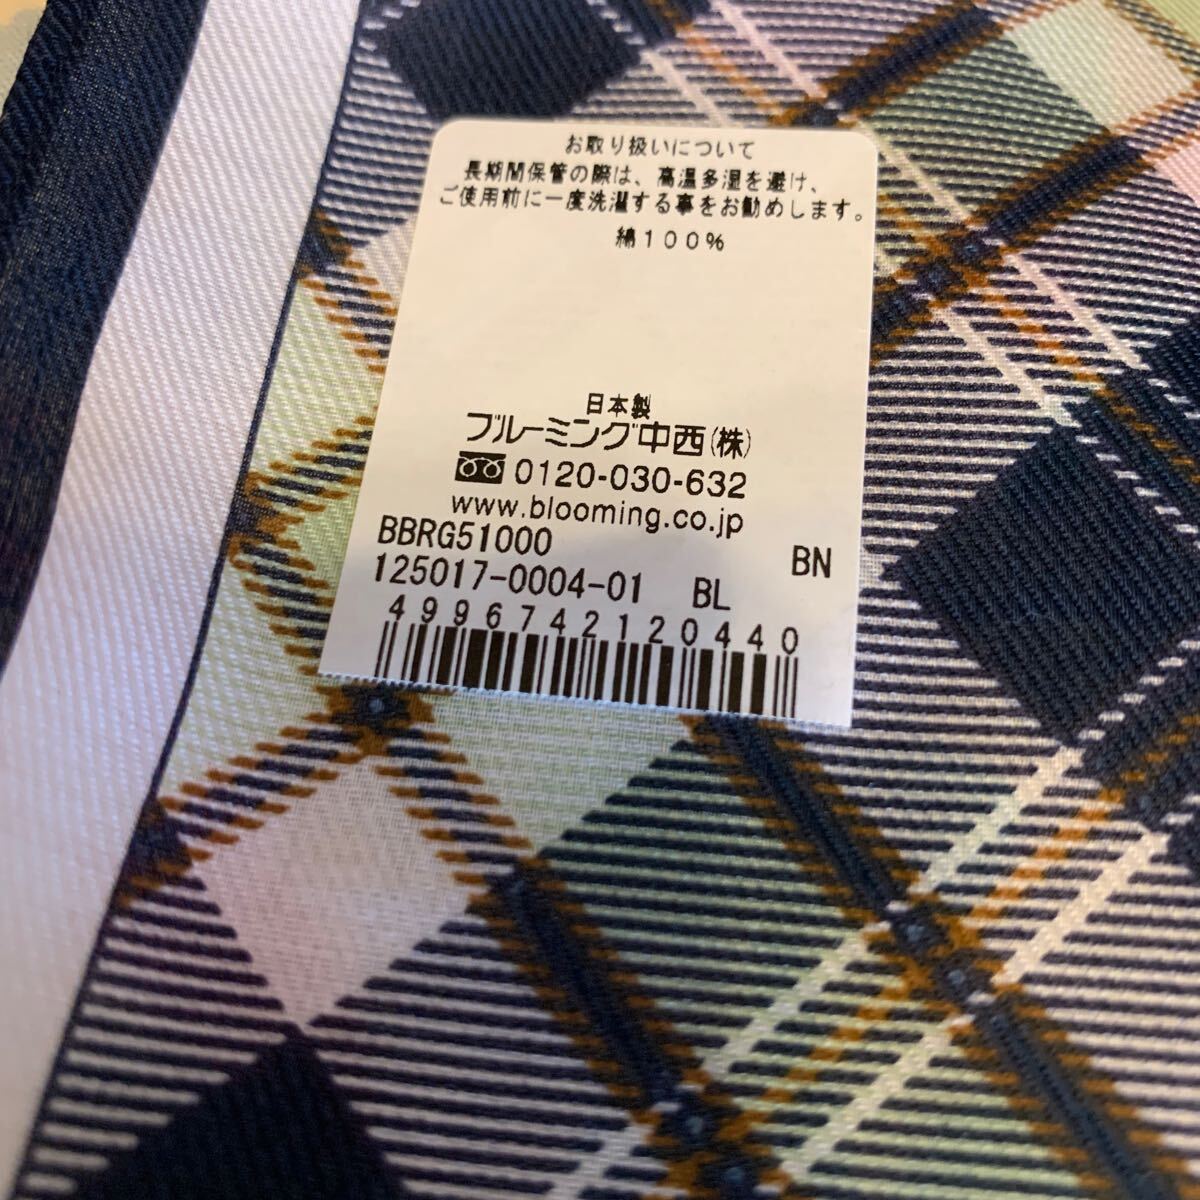 お取り扱いについて
長期間保管の際は、高温多湿を避け、
ご使用前に一度洗濯する事をお勧めします。
綿100%
日本製
ブルーミング中西(株)
0120-030-632
www.blooming.co.jp
BBRG51000 BN
125017-0004-01 BL
4996742120440